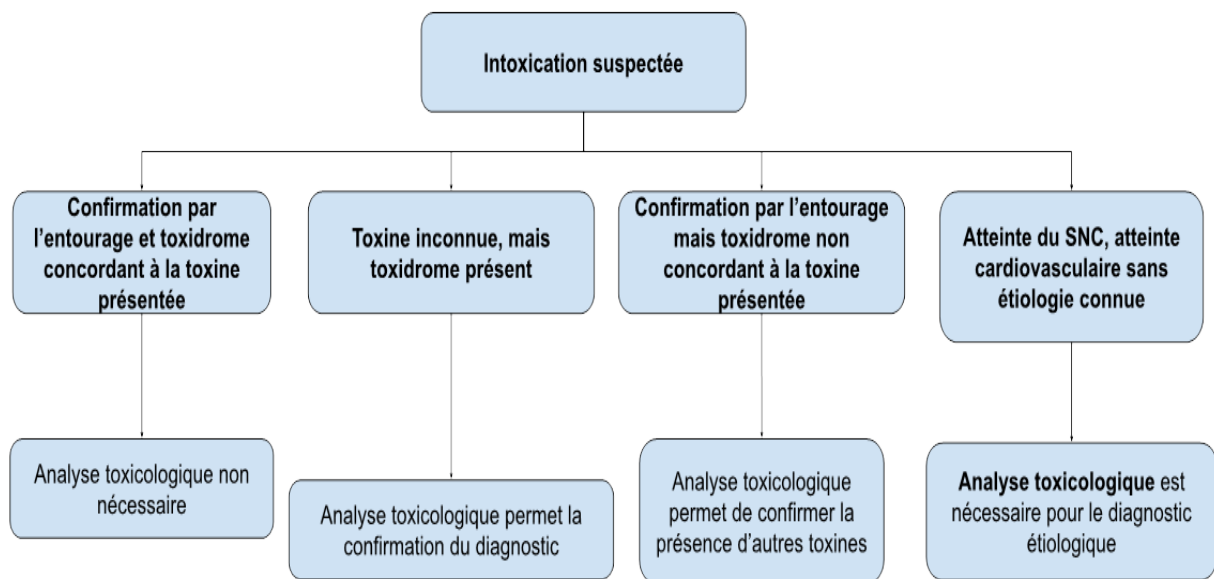 Intoxication suspectée
Confirmation par
l'entourage et toxidrome
concordant à la toxine
présentée
Toxine inconnue, mais
toxidrome présent
Confirmation par l'entourage
mais toxidrome non
concordant à la toxine
présentée
Atteinte du SNC, atteinte
cardiovasculaire sans
étiologie connue
Analyse toxicologique non
nécessaire
Analyse toxicologique permet la
confirmation du diagnostic
Analyse toxicologique
permet de confirmer la
présence d'autres toxines
Analyse toxicologique est
nécessaire pour le diagnostic
étiologique